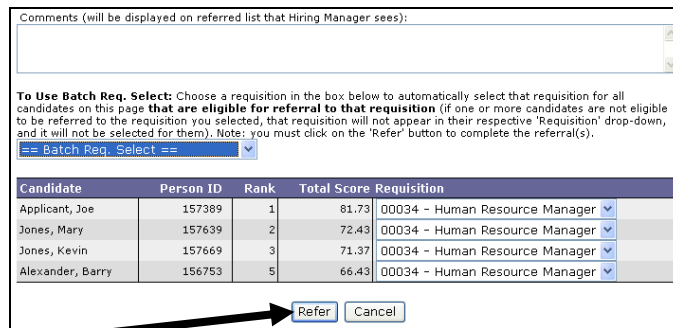 Comments (will be displayed on referred list that Hiring Manager sees):
To Use Batch Req. Select: Choose a requisition in the box below to automatically select that requisition for all
candidates on this page that are eligible for referral to that requisition (if one or more candidates are not eligible
to be referred to the requisition you selected, that requisition will not appear in their respective 'Requisition' drop-down,
and it will not be selected for them). Note: you must click on the 'Refer' button to complete the referral(s).
== Batch Req. Select ==
Candidate Person ID Rank Total Score Requisition
Applicant, Joe 157389 1 81.73 00034 - Human Resource Manager
Jones, Mary 157639 2 72.43 00034 - Human Resource Manager
Jones, Kevin 157669 3 71.37 00034 - Human Resource Manager
Alexander, Barry 156753 5 66.43 00034 - Human Resource Manager
Refer Cancel